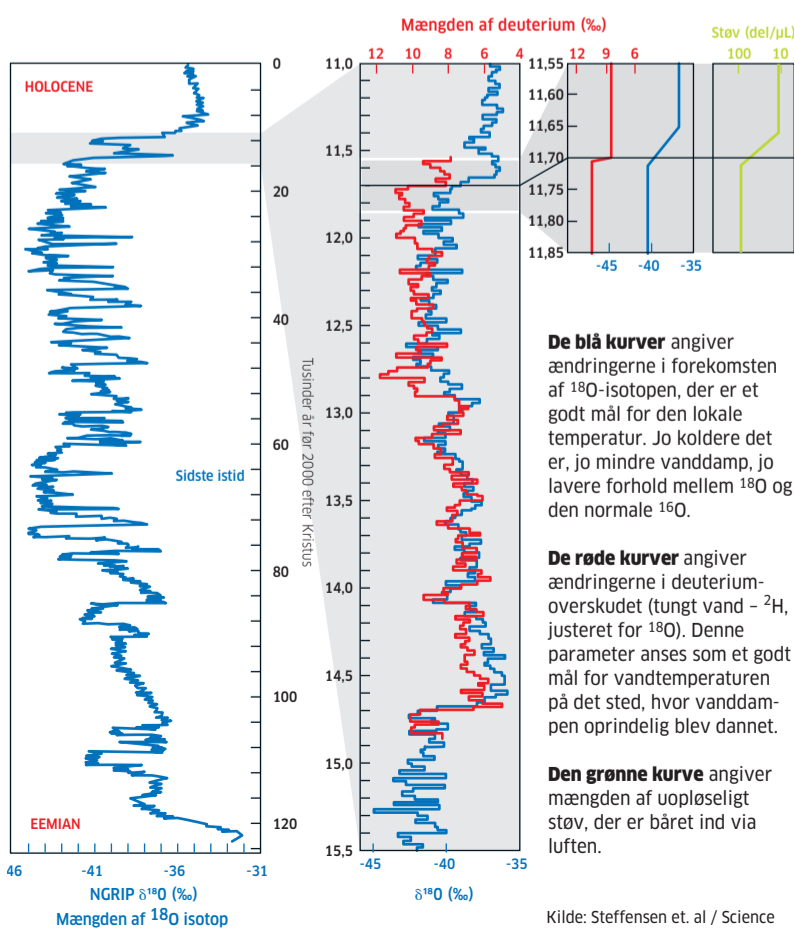 Mængden af deuterium (‰)
12 10 8 6 4
Støv (del/µL)
12 9 6
100 10
HOLOCENE
0
20
40
60
80
100
120
Sidste istid
EEMIAN
46 -41 -36 -31
NGRIP δ¹⁸O (‰)
Mængden af ¹⁸O isotop
Tusinder år før 2000 efter Kristus
11,0
11,5
12,0
12,5
13,0
13,5
14,0
14,5
15,0
15,5
-45 -40 -35
δ¹⁸O (‰)
11,55
11,60
11,65
11,70
11,75
11,80
11,85
-45 -40 -35
De blå kurver angiver
ændringerne i forekomsten
af ¹⁸O-isotopen, der er et
godt mål for den lokale
temperatur. Jo koldere det
er, jo mindre vanddamp, jo
lavere forhold mellem ¹⁸O og
den normale ¹⁶O.
De røde kurver angiver
ændringerne i deuterium-
overskudet (tungt vand – ²H,
justeret for ¹⁸O). Denne
parameter anses som et godt
mål for vandtemperaturen
på det sted, hvor vanddam-
pen oprindelig blev dannet.
Den grønne kurve angiver
mængden af uopløseligt
støv, der er båret ind via
luften.
Kilde: Steffensen et. al / Science